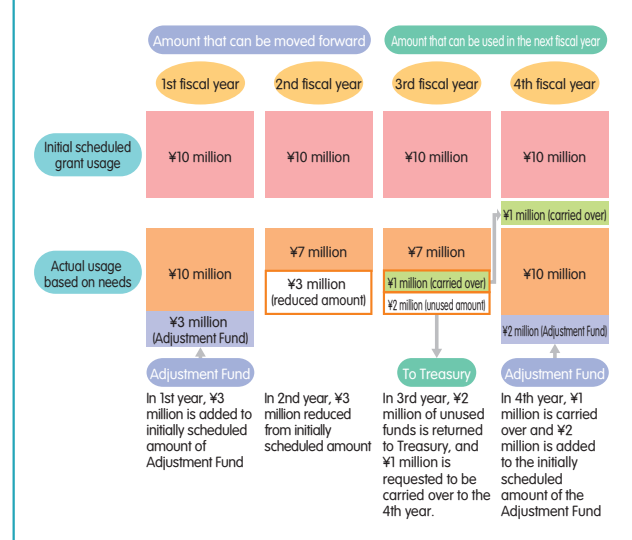 Amount that can be moved forward
Amount that can be used in the next fiscal year
1st fiscal year
2nd fiscal year
3rd fiscal year
4th fiscal year
Initial scheduled
grant usage
¥10 million
¥10 million
¥10 million
¥10 million
¥1 million (carried over)
Actual usage
based on needs
¥10 million
¥3 million
(Adjustment Fund)
¥7 million
¥3 million
(reduced amount)
¥7 million
¥1 million (carried over)
¥2 million (unused amount)
¥10 million
¥2 million (Adjustment Fund)
Adjustment Fund
To Treasury
Adjustment Fund
In 1st year, ¥3
million is added to
initially scheduled
amount of
Adjustment Fund
In 2nd year, ¥3
million reduced
from initially
scheduled amount
In 3rd year, ¥2
million of unused
funds is returned
to Treasury, and
¥1 million is
requested to be
carried over to the
4th year.
In 4th year, ¥1
million is carried
over and ¥2
million is added
to the initially
scheduled
amount of the
Adjustment Fund